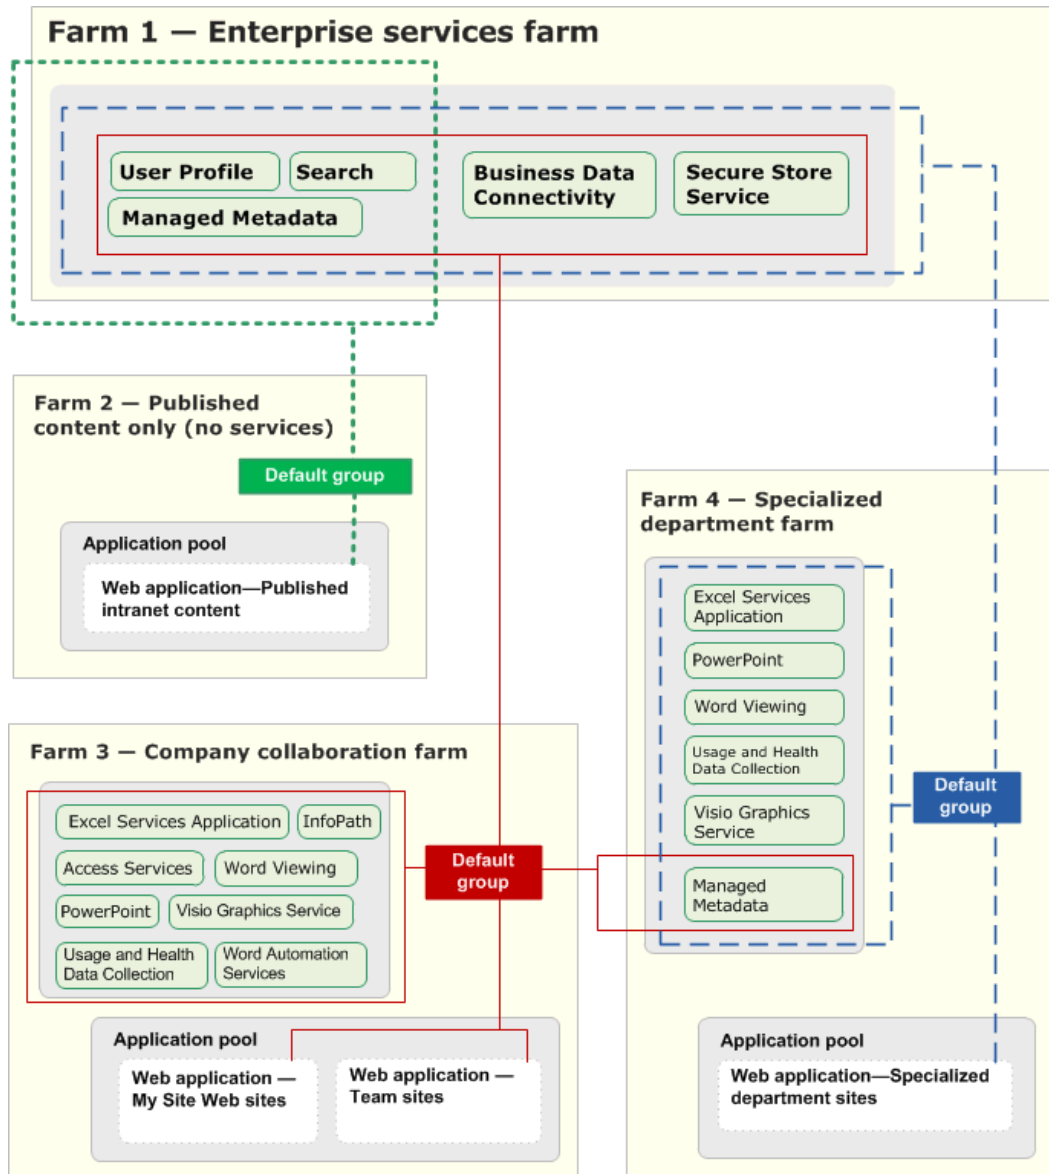 Farm 1 — Enterprise services farm
User Profile
Search
Managed Metadata
Business Data
Connectivity
Secure Store
Service
Farm 2 — Published
content only (no services)
Default group
Application pool
Web application—Published
intranet content
Farm 3 — Company collaboration farm
Excel Services Application
InfoPath
Access Services
Word Viewing
PowerPoint
Visio Graphics Service
Usage and Health
Data Collection
Word Automation
Services
Default
group
Application pool
Web application —
My Site Web sites
Web application —
Team sites
Farm 4 — Specialized
department farm
Excel Services
Application
PowerPoint
Word Viewing
Usage and Health
Data Collection
Visio Graphics
Service
Managed
Metadata
Default
group
Application pool
Web application—Specialized
department sites